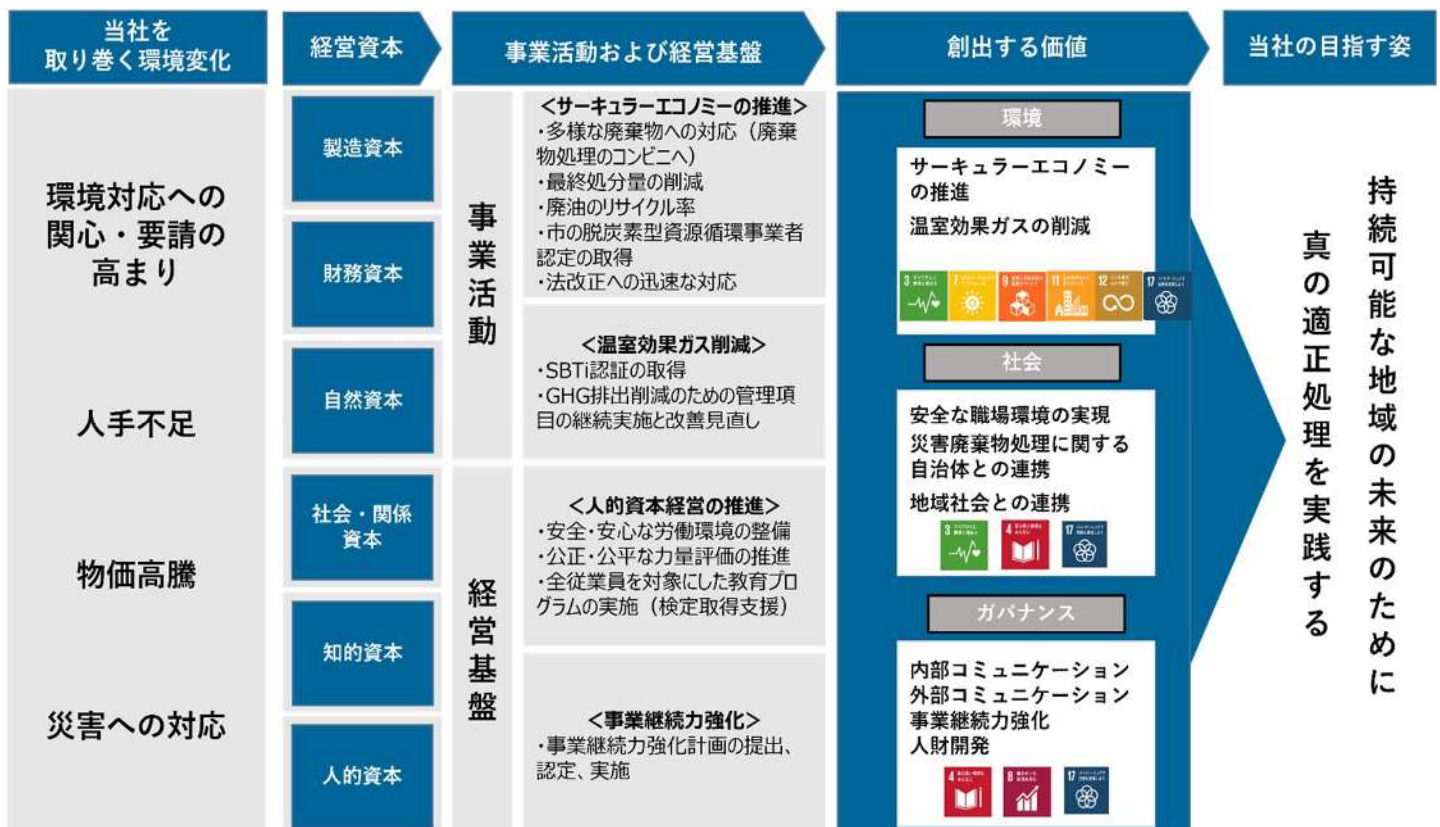 当社を
取り巻く環境変化
経営資本
事業活動および経営基盤
創出する価値
当社の目指す姿
環境対応への
関心・要請の
高まり
人手不足
物価高騰
災害への対応
製造資本
財務資本
自然資本
社会・関係
資本
知的資本
人的資本
事業活動
<サーキュラーエコノミーの推進>
・多様な廃棄物への対応（廃棄
物処理のコンビニへ）
・最終処分量の削減
・廃油のリサイクル率
・市の脱炭素型資源循環事業者
認定の取得
・法改正への迅速な対応
<温室効果ガス削減>
・SBTi認証の取得
・GHG排出削減のための管理項
目の継続実施と改善見直し
経営基盤
<人的資本経営の推進>
・安全・安心な労働環境の整備
・公正・公平な力量評価の推進
・全従業員を対象にした教育プロ
グラムの実施（検定取得支援）
<事業継続力強化>
・事業継続力強化計画の提出、
認定、実施
環境
サーキュラーエコノミー
の推進
温室効果ガスの削減
3
7
9
11
12
17
社会
安全な職場環境の実現
災害廃棄物処理に関する
自治体との連携
地域社会との連携
3
4
17
ガバナンス
内部コミュニケーション
外部コミュニケーション
事業継続力強化
人財開発
4
8
17
持続可能な地域の未来のために
真の適正処理を実践する